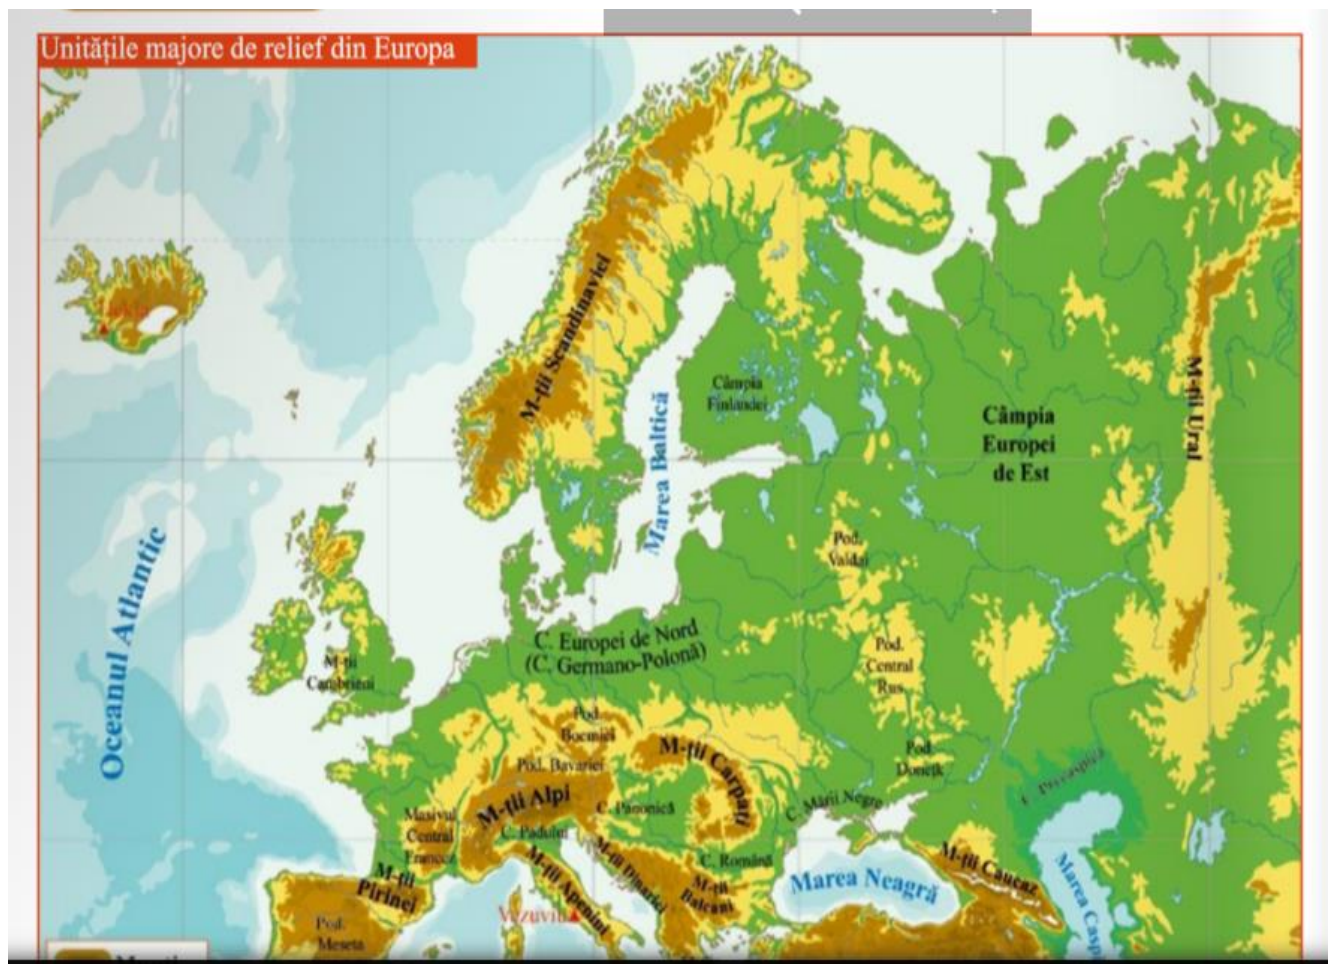 Unitățile majore de relief din Europa
Hekla
M-ții Scandinaviei
Câmpia
Finlandei
Marea Baltică
Câmpia
Europei
de Est
M-ții Ural
Oceanul Atlantic
Pod.
Valdai
C. Europei de Nord
(C. Germano-Polonă)
M-ții
Cambrieni
Pod.
Central
Rus
Pod.
Boemiei
Pod. Bavariei
M-ții Carpați
Pod.
Donețk
C. Precaspică
M-ții Alpi
C. Panonică
C. Mării Negre
Masivul
Central
Francez
C. Padului
M-ții
Pirinei
M-ții Apenini
M-ții Dinarici
C. Română
M-ții
Balcani
Marea Neagră
M-ții Caucaz
Marea Casp
Vezuviu
Pod.
Meseta